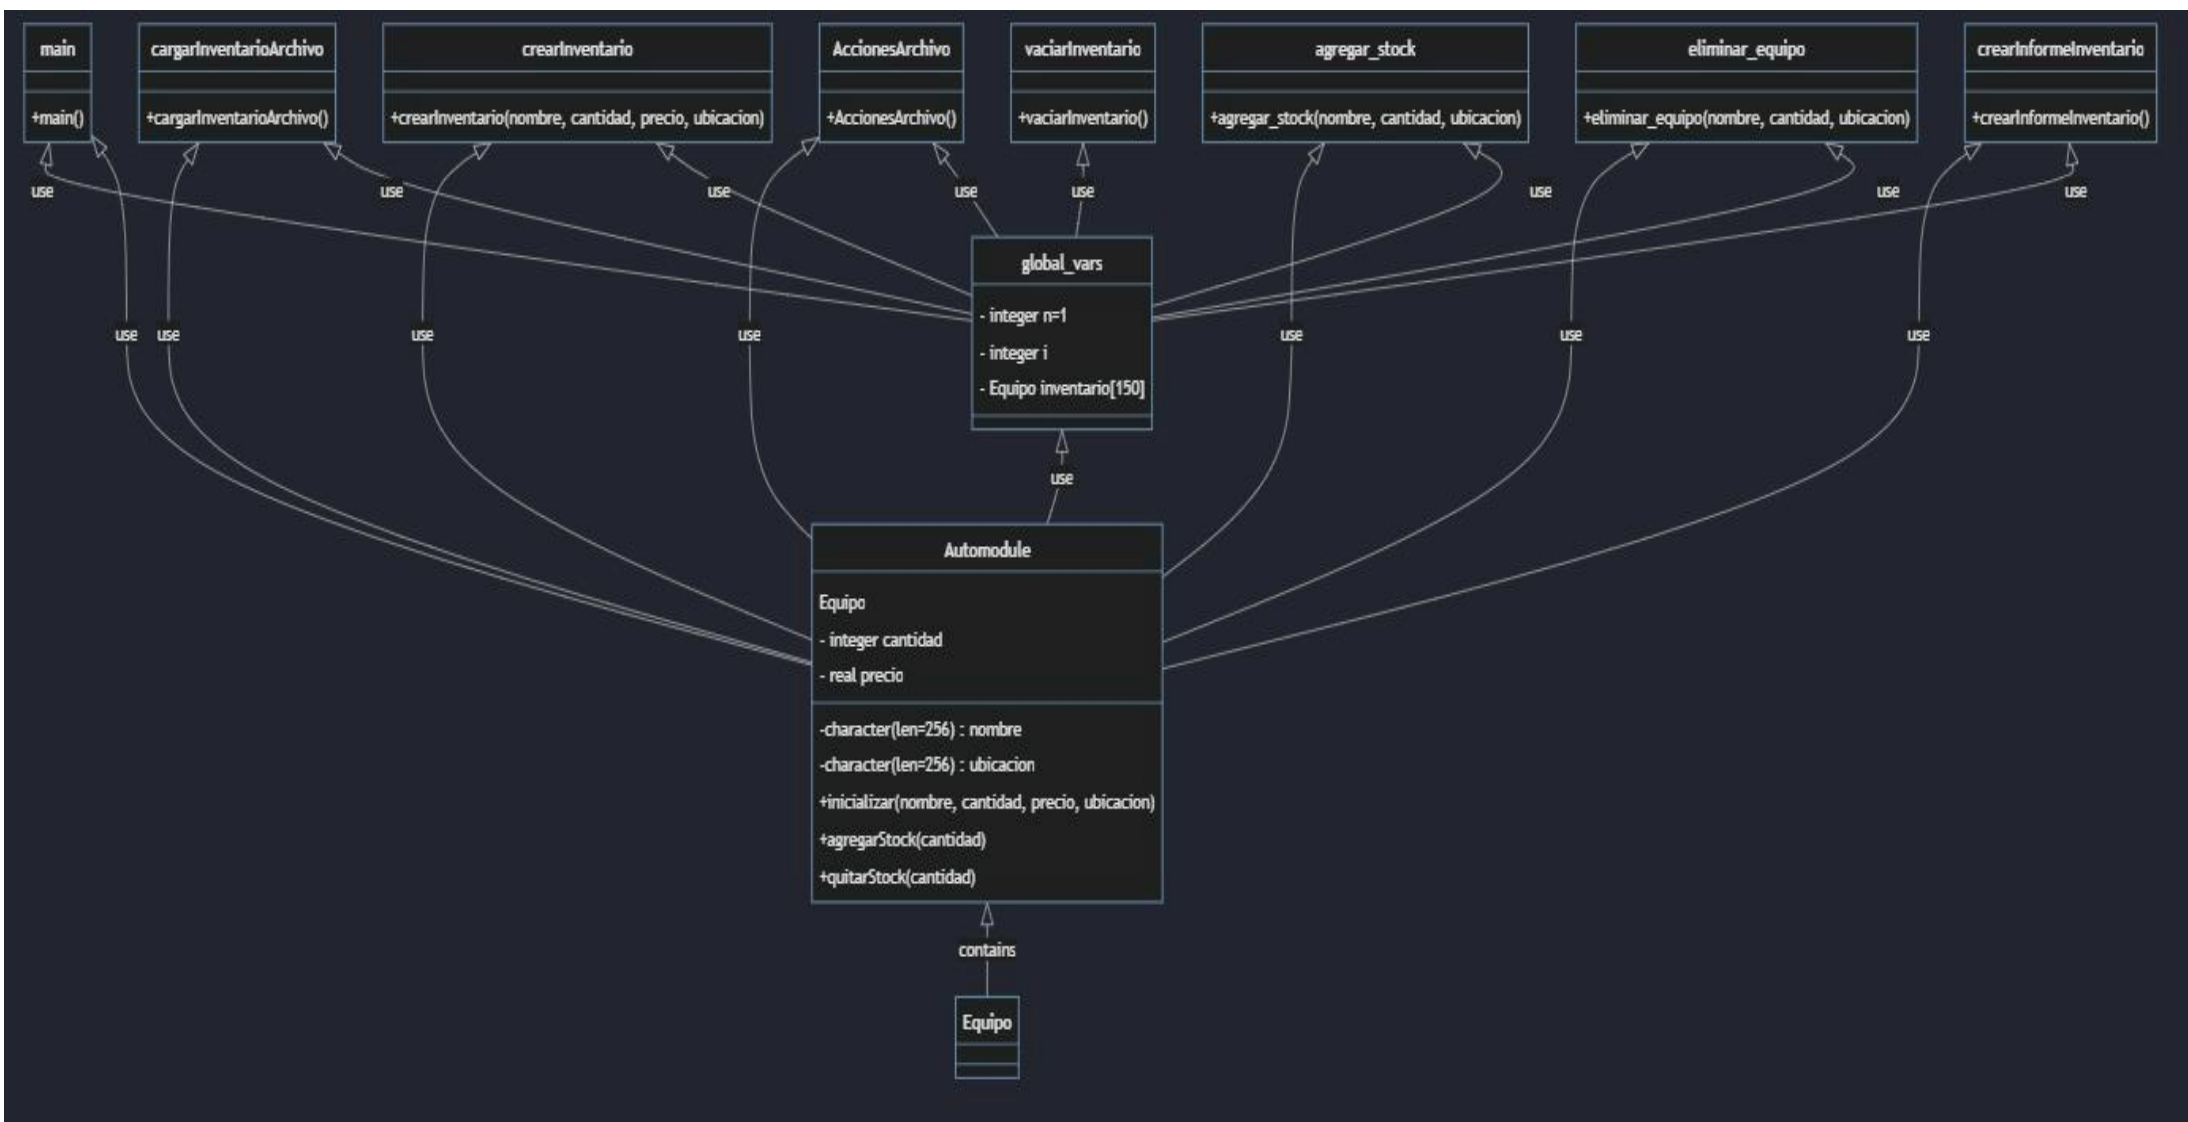 main
cargarInventarioArchivo
crearInventario
AccionesArchivo
vaciarInventario
agregar_stock
eliminar_equipo
crearInformeInventario
+main()
+cargarInventarioArchivo()
+crearInventario(nombre, cantidad, precio, ubicacion)
+AccionesArchivo()
+vaciarInventario()
+agregar_stock(nombre, cantidad, ubicacion)
+eliminar_equipo(nombre, cantidad, ubicacion)
+crearInformeInventario()
use
use
use
use
use
use
use
use
global_vars
- integer n=1
- integer i
- Equipo inventario[150]
use
use
use
use
use
use
use
use
Automodule
Equipo
- integer cantidad
- real precio
-character(len=256) : nombre
-character(len=256) : ubicacion
+inicializar(nombre, cantidad, precio, ubicacion)
+agregarStock(cantidad)
+quitarStock(cantidad)
contains
Equipo